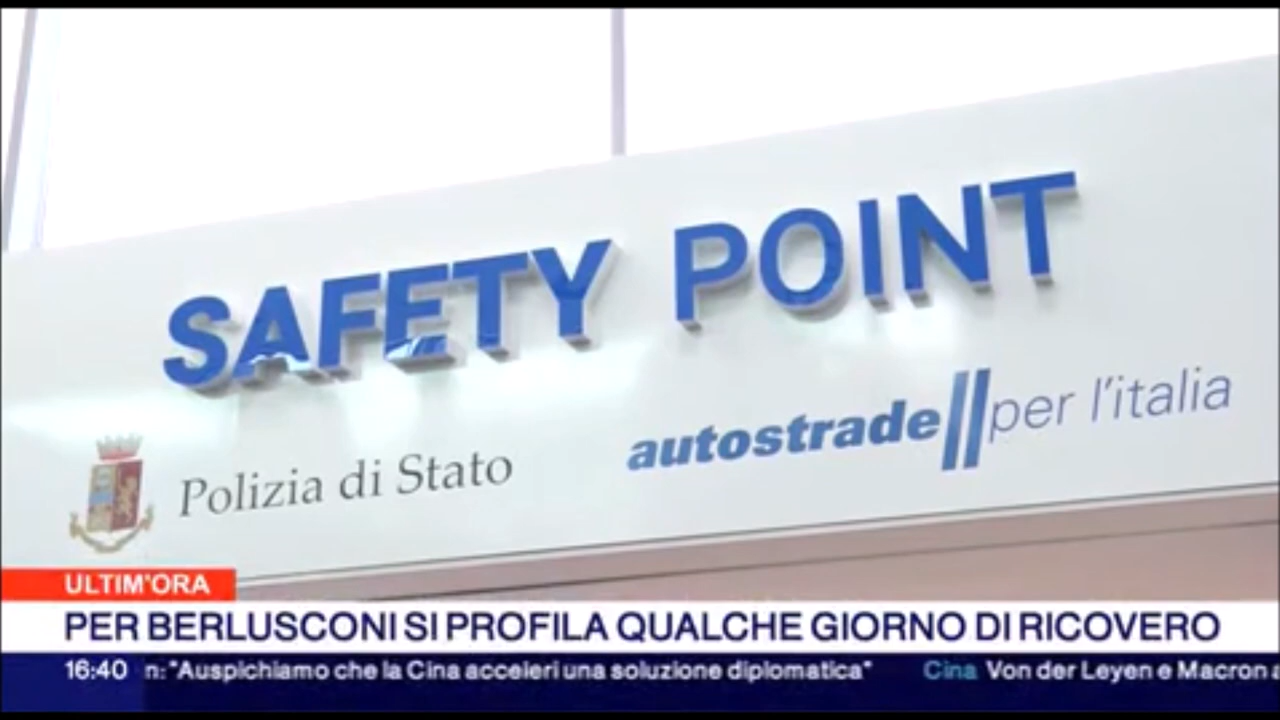 SAFETY POINT
Polizia di Stato
autostrade//per l'italia
ULTIM'ORA
PER BERLUSCONI SI PROFILA QUALCHE GIORNO DI RICOVERO
16:40 n: "Auspichiamo che la Cina acceleri una soluzione diplomatica" Cina Von der Leyen e Macron a